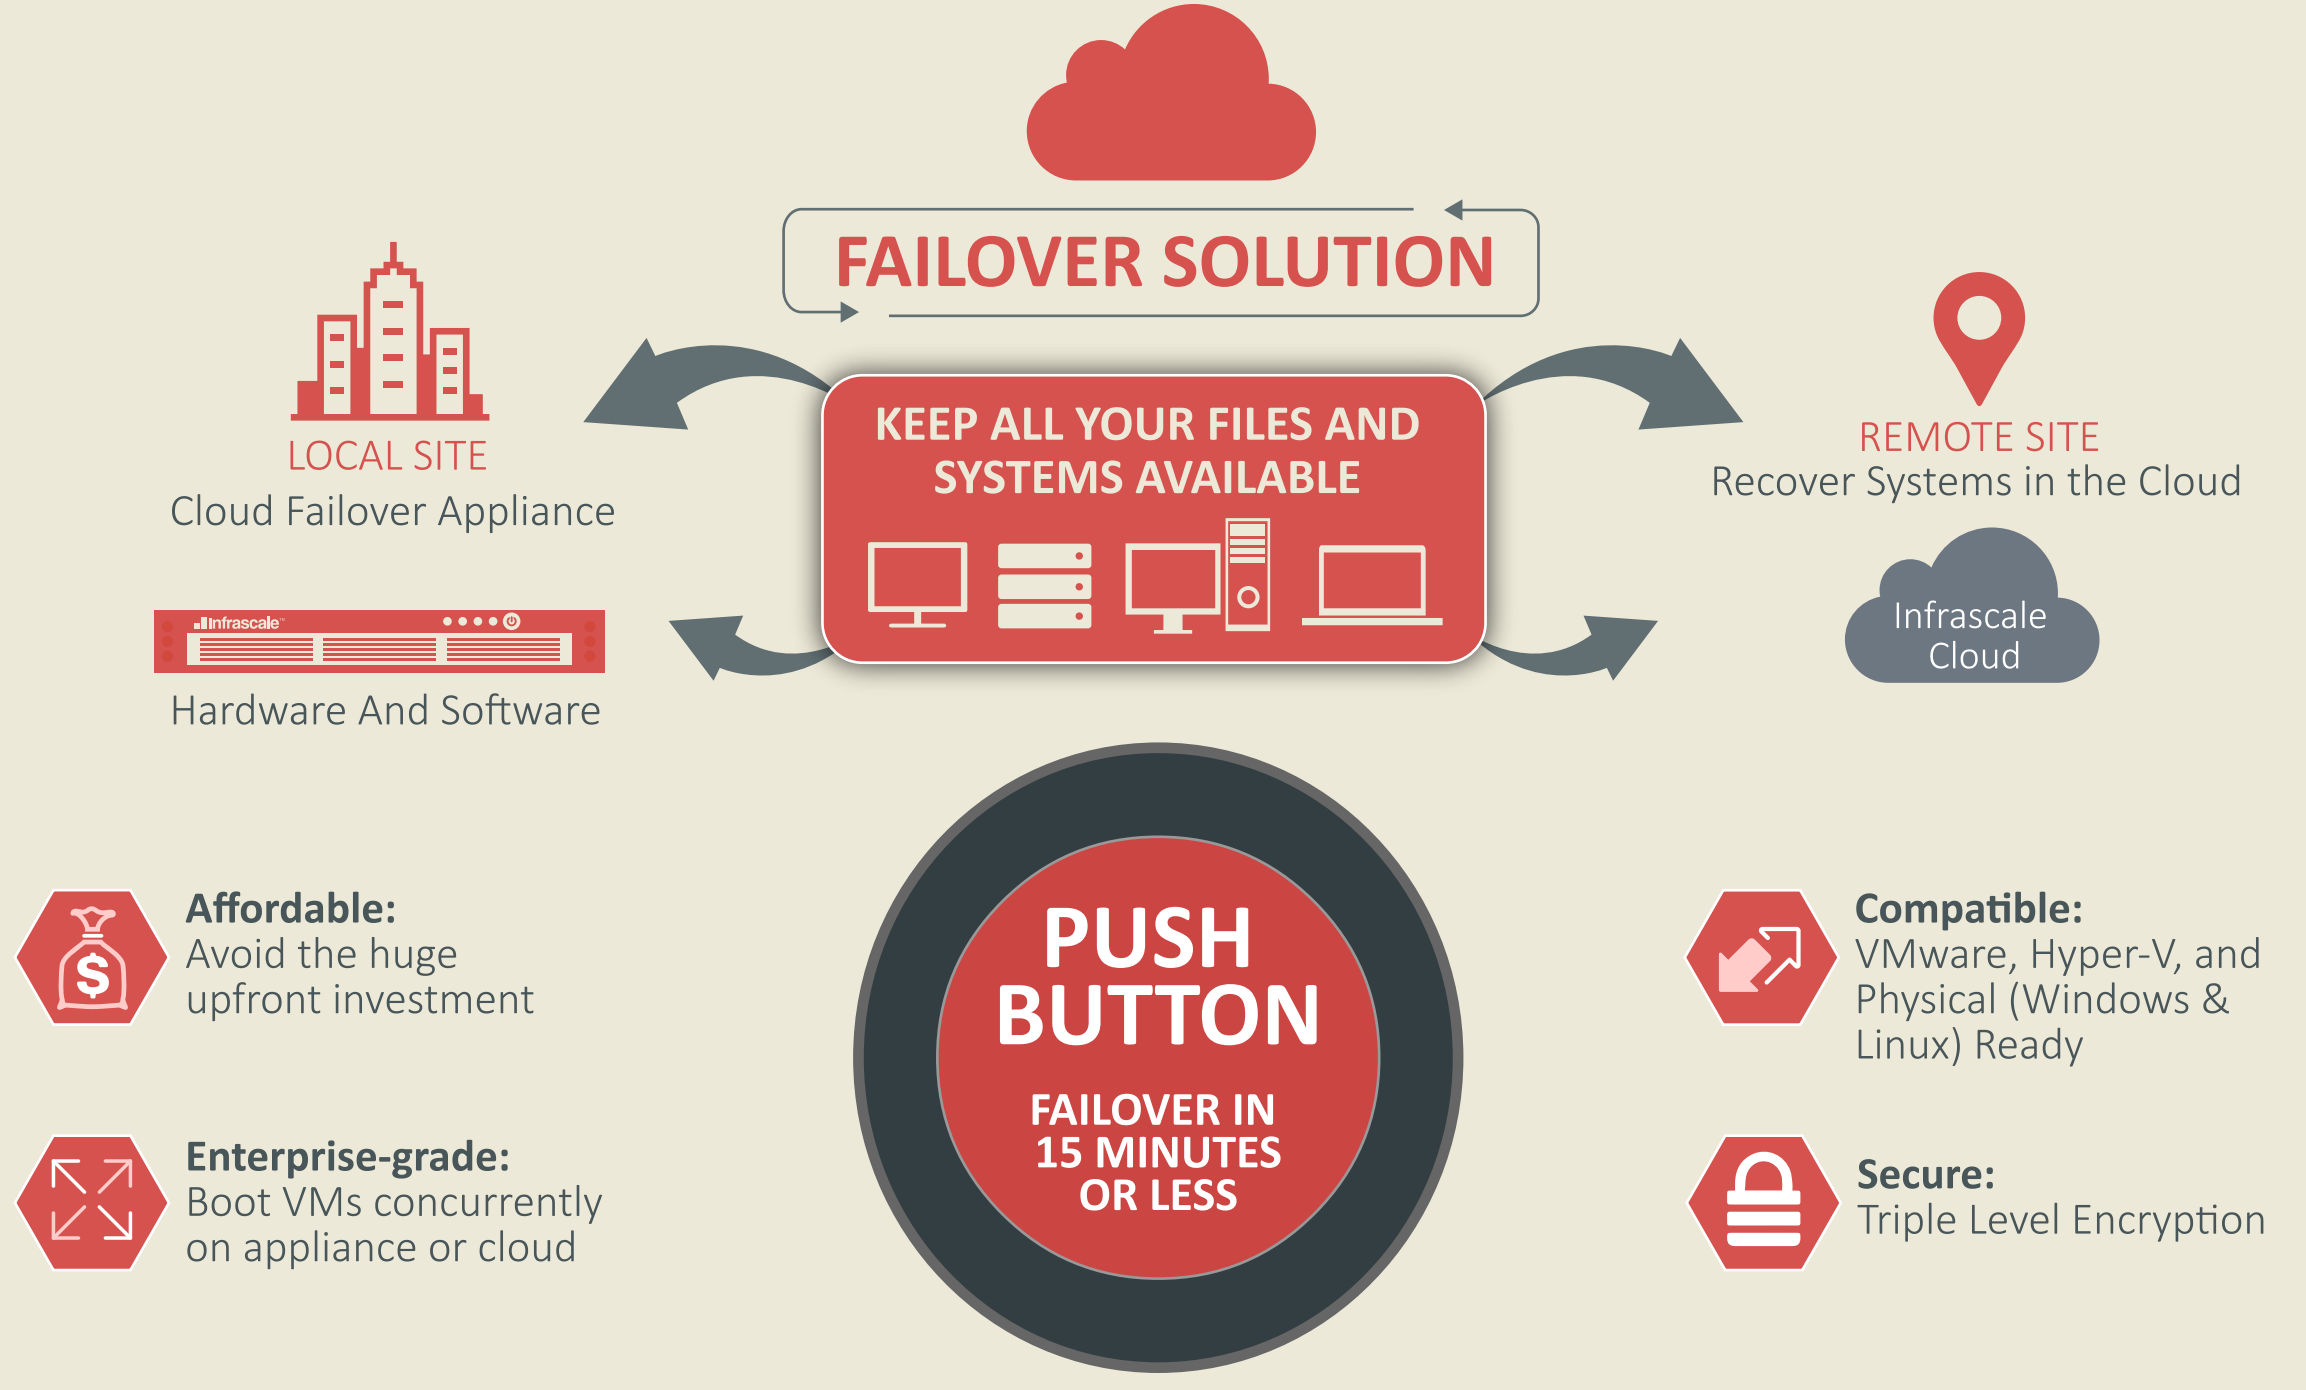 FAILOVER SOLUTION
LOCAL SITE
Cloud Failover Appliance
Infrascale™
Hardware And Software
KEEP ALL YOUR FILES AND
SYSTEMS AVAILABLE
REMOTE SITE
Recover Systems in the Cloud
Infrascale
Cloud
Affordable:
Avoid the huge
upfront investment
Enterprise-grade:
Boot VMs concurrently
on appliance or cloud
PUSH
BUTTON
FAILOVER IN
15 MINUTES
OR LESS
Compatible:
VMware, Hyper-V, and
Physical (Windows &
Linux) Ready
Secure:
Triple Level Encryption